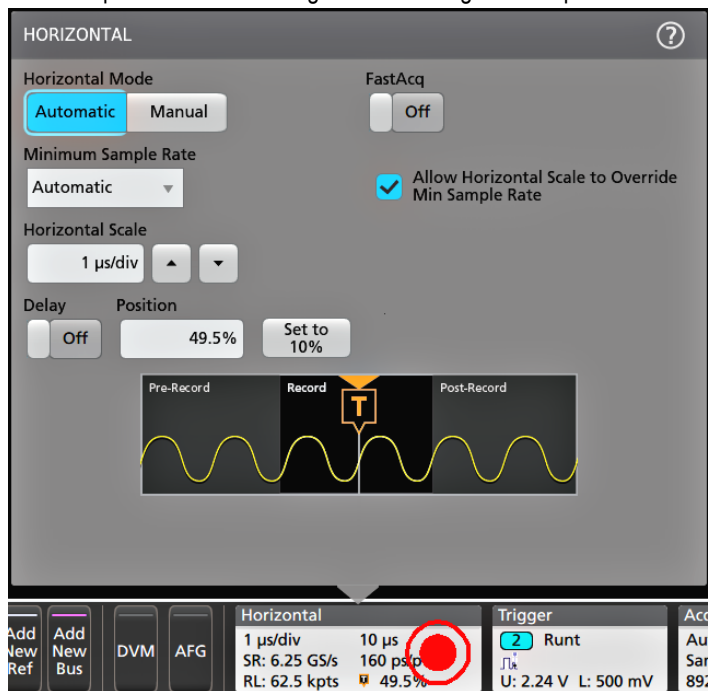 HORIZONTAL ?
Horizontal Mode FastAcq
Automatic Manual Off
Minimum Sample Rate
Automatic
Allow Horizontal Scale to Override
Min Sample Rate
Horizontal Scale
1 µs/div
Delay Position
Off 49.5% Set to
10%
Pre-Record Record Post-Record
T
Horizontal Trigger
Add Add
New New DVM AFG
Ref Bus
1 µs/div 10 µs 2 Runt Au
SR: 6.25 GS/s 160
RL: 62.5 kpts 49.5% U: 2.24 V L: 500 mV 892